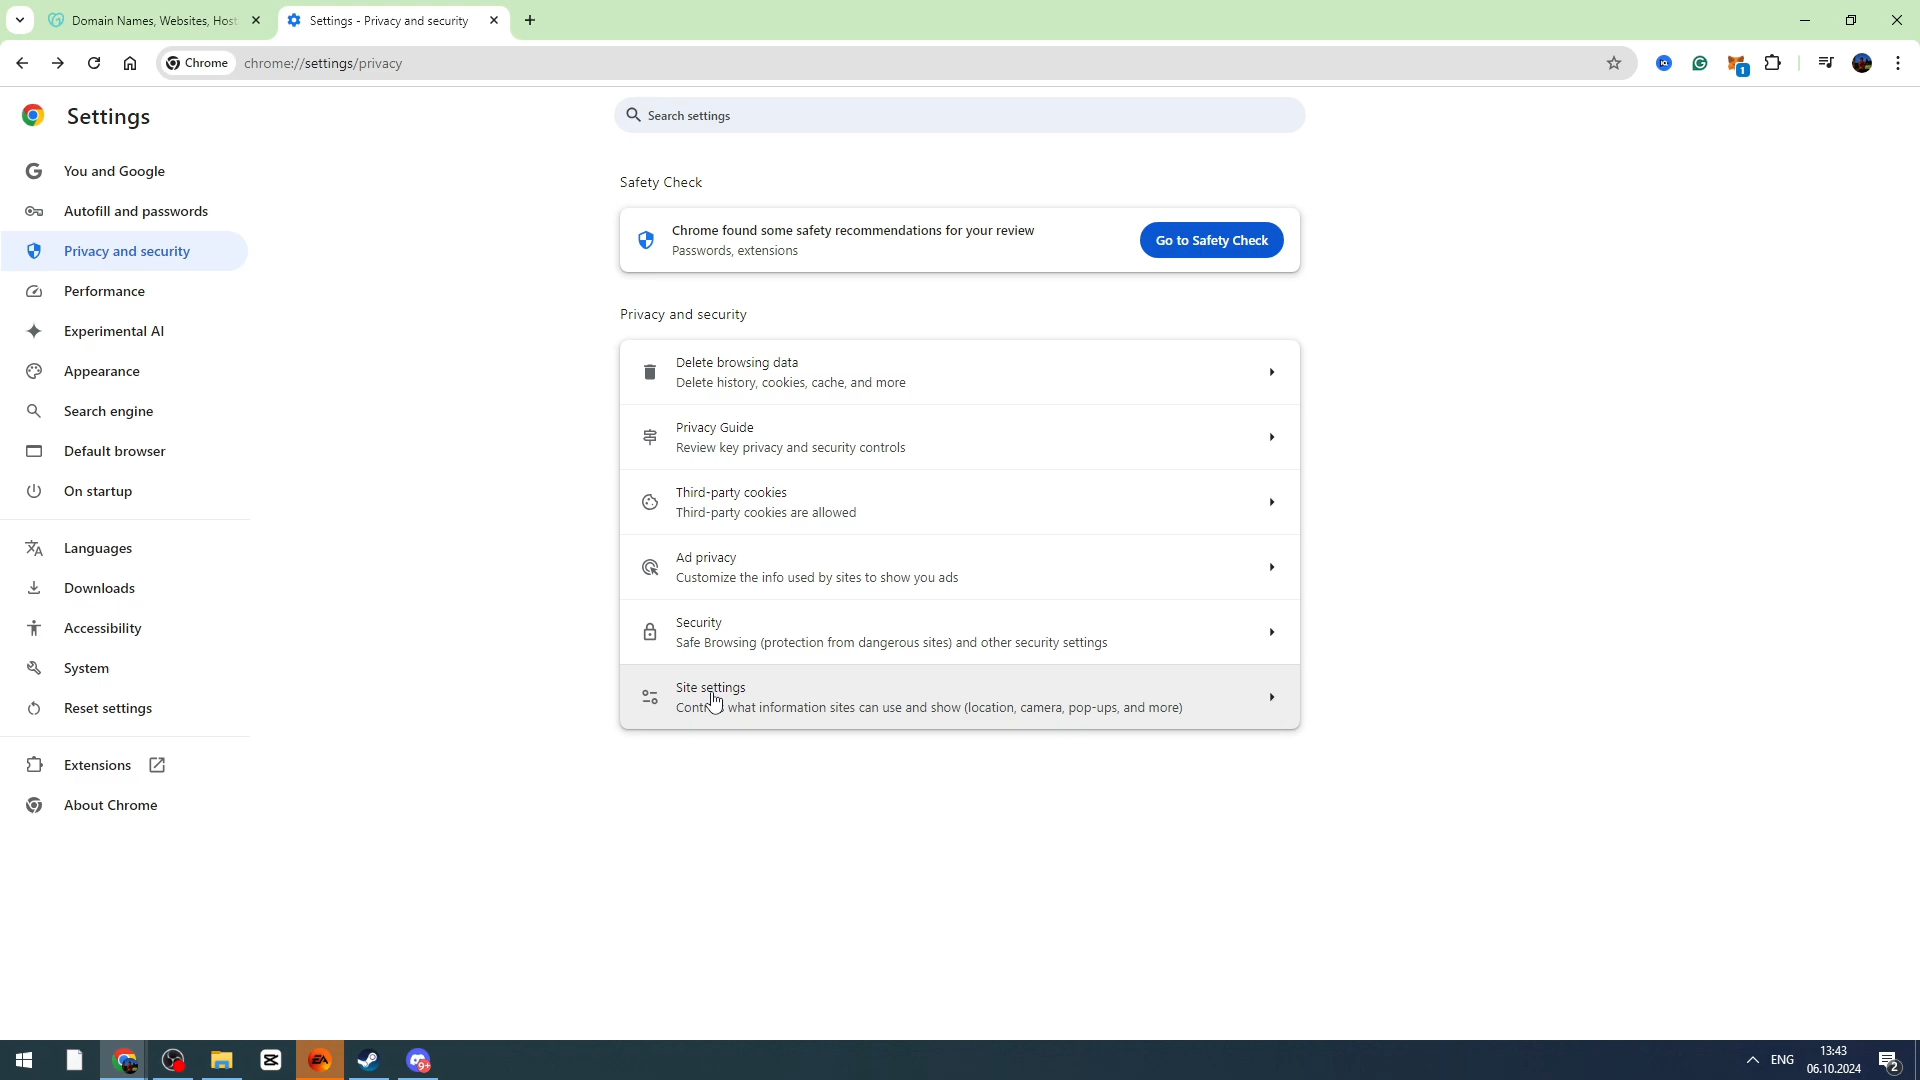 Domain Names, Websites, Host
Settings - Privacy and security
Chrome
chrome://settings/privacy
1
Settings
Search settings
You and Google
Autofill and passwords
Privacy and security
Performance
Experimental AI
Appearance
Search engine
Default browser
On startup
Languages
Downloads
Accessibility
System
Reset settings
Extensions
About Chrome
Safety Check
Chrome found some safety recommendations for your review
Passwords, extensions
Go to Safety Check
Privacy and security
Delete browsing data
Delete history, cookies, cache, and more
Privacy Guide
Review key privacy and security controls
Third-party cookies
Third-party cookies are allowed
Ad privacy
Customize the info used by sites to show you ads
Security
Safe Browsing (protection from dangerous sites) and other security settings
Site settings
what information sites can use and show (location, camera, pop-ups, and more)
EA
9+
ENG
13:43
06.10.2024
2